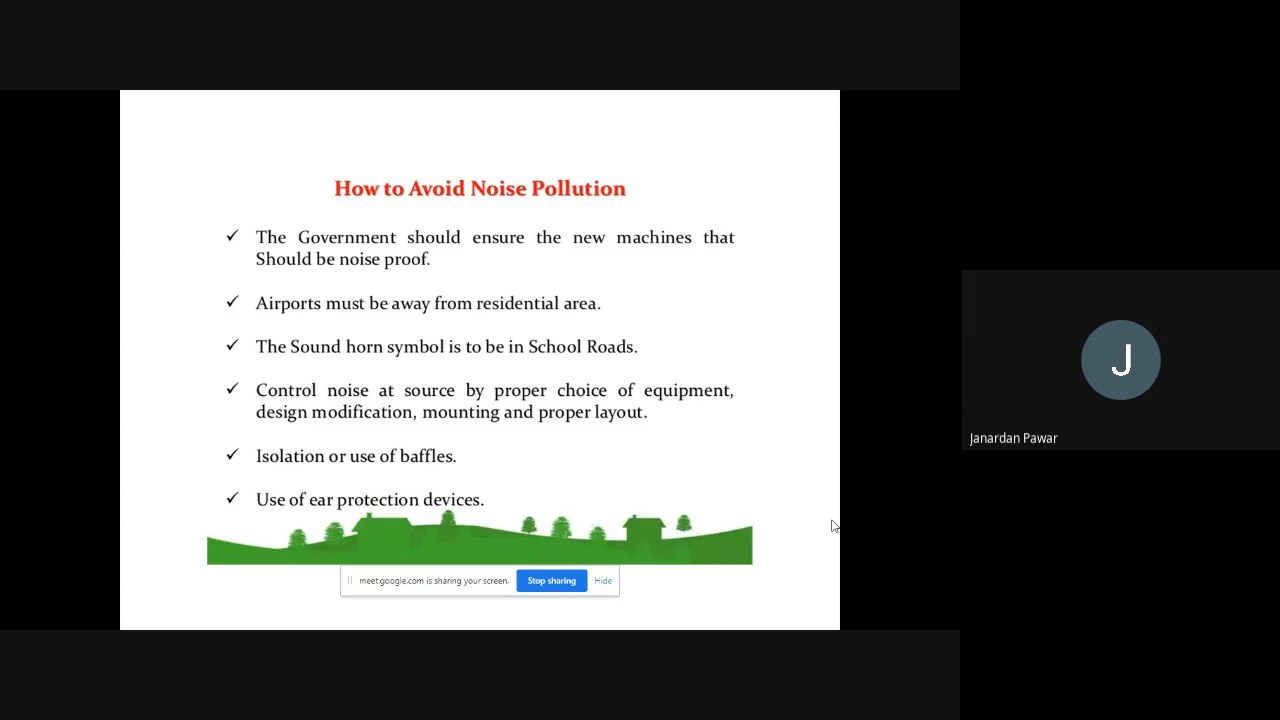 How to Avoid Noise Pollution
✓ The Government should ensure the new machines that
Should be noise proof.
✓ Airports must be away from residential area.
✓ The Sound horn symbol is to be in School Roads.
✓ Control noise at source by proper choice of equipment,
design modification, mounting and proper layout.
✓ Isolation or use of baffles.
✓ Use of ear protection devices.
meet.google.com is sharing your screen. Stop sharing Hide
J
Janardan Pawar